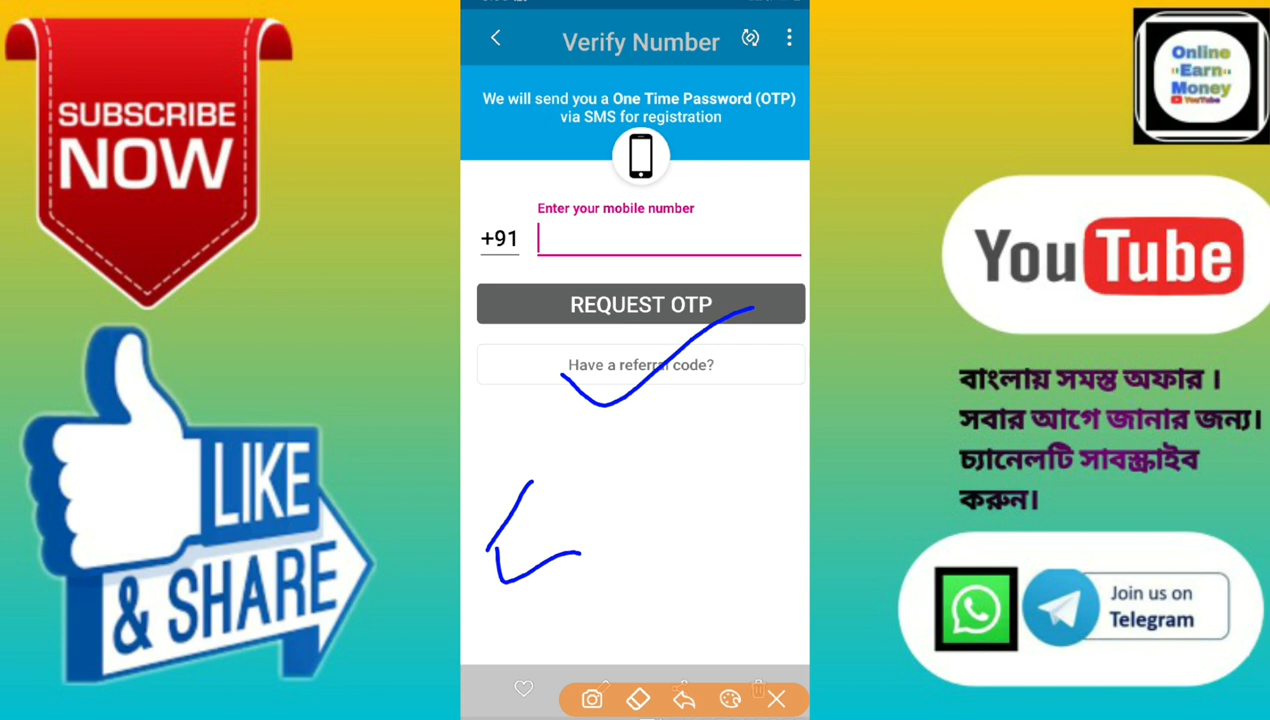 SUBSCRIBE
NOW
LIKE
& SHARE
Verify Number
We will send you a One Time Password (OTP)
via SMS for registration
Enter your mobile number
+91
REQUEST OTP
Have a referral code?
Online
Earn
Money
YouTube
YouTube
বাংলায় সমস্ত অফার ।
সবার আগে জানার জন্য।
চ্যানেলটি সাবস্ক্রাইব
করুন।
Join us on
Telegram